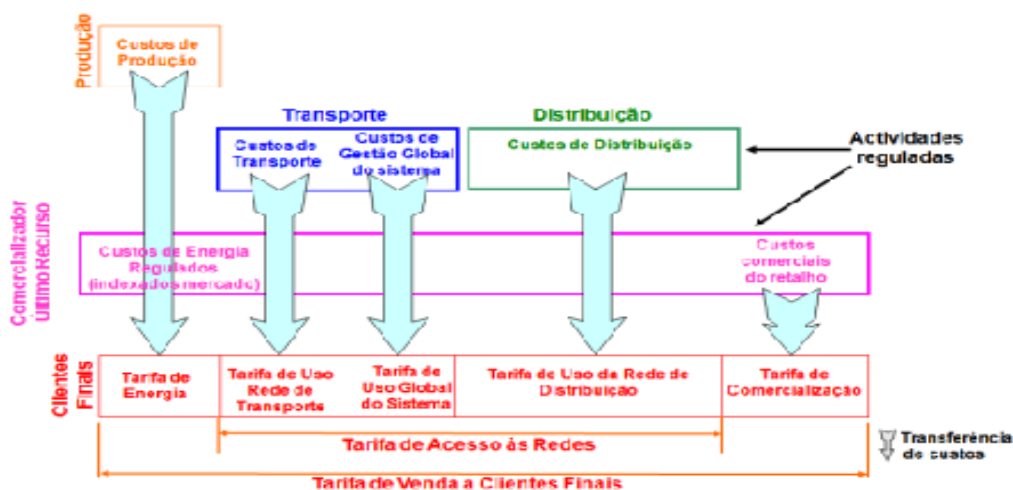 Produção
Custos de
Produção
Transporte
Distribuição
Custos de
Transporte
Custos de
Gestão Global
do sistema
Custos de Distribuição
Actividades
reguladas
Comercializador
Último Recurso
Custos de Energia
Regulados
(indexados mercado)
Custos
comerciais
do retalho
Clientes
Finais
Tarifa de
Energia
Tarifa de Uso
Rede de
Transporte
Tarifa de
Uso Global
do Sistema
Tarifa de Uso da Rede de
Distribuição
Tarifa de
Comercialização
Tarifa de Acesso às Redes
Transferência
de custos
Tarifa de Venda a Clientes Finais